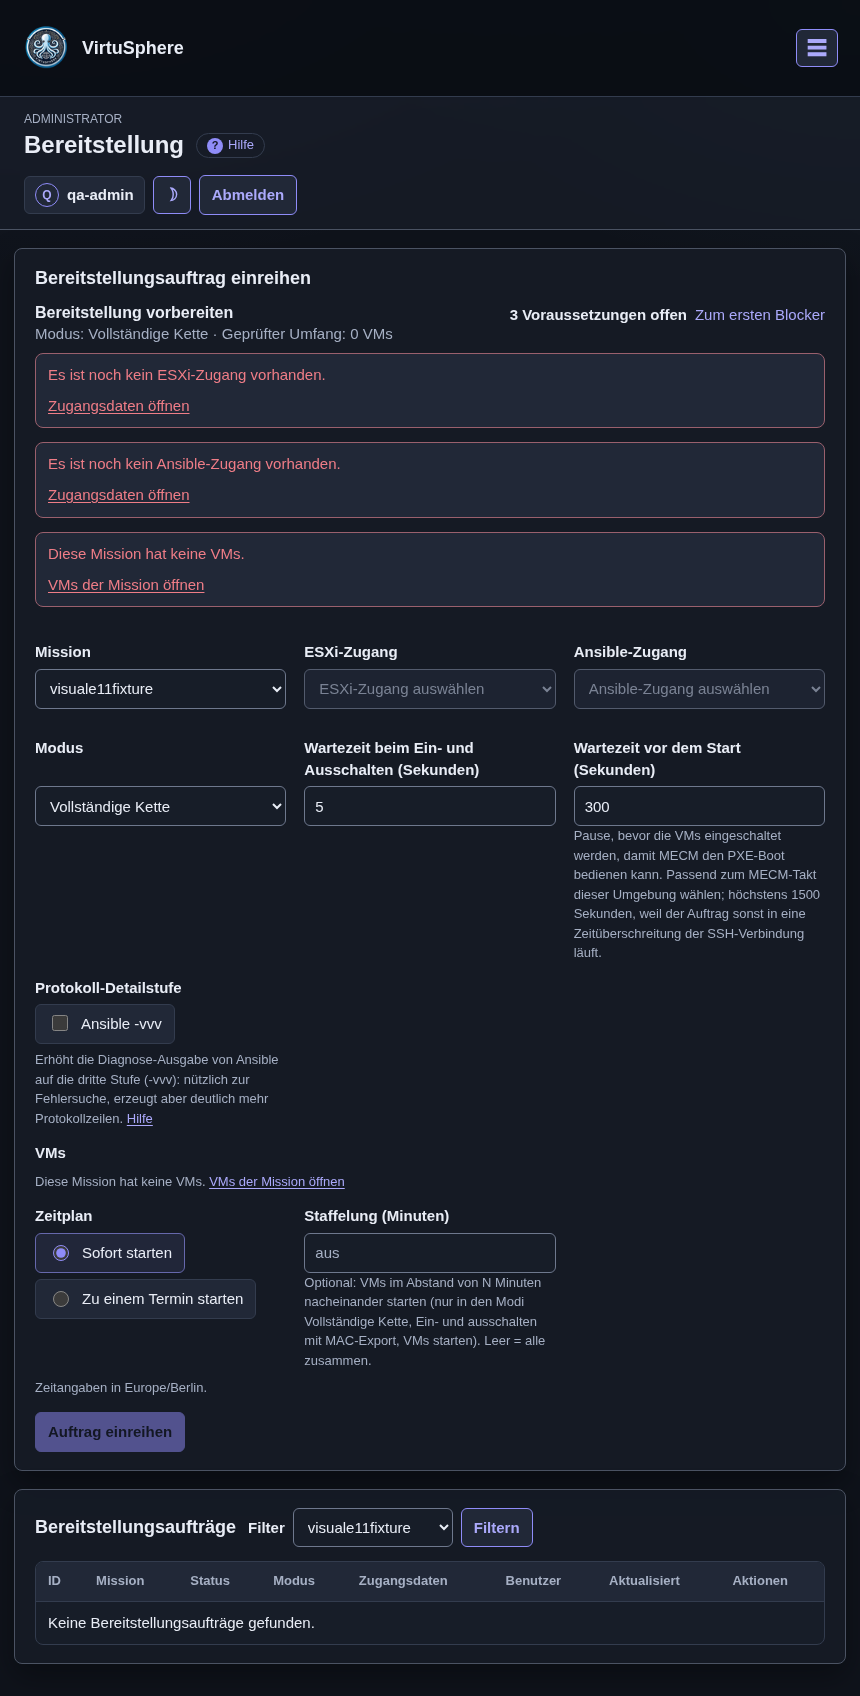 VirtuSphere
ADMINISTRATOR
Bereitstellung
? Hilfe
Q qa-admin
Abmelden
Bereitstellungsauftrag einreihen
Bereitstellung vorbereiten
3 Voraussetzungen offen Zum ersten Blocker
Modus: Vollständige Kette · Geprüfter Umfang: 0 VMs
Es ist noch kein ESXi-Zugang vorhanden.
Zugangsdaten öffnen
Es ist noch kein Ansible-Zugang vorhanden.
Zugangsdaten öffnen
Diese Mission hat keine VMs.
VMs der Mission öffnen
Mission
visuale11fixture
ESXi-Zugang
ESXi-Zugang auswählen
Ansible-Zugang
Ansible-Zugang auswählen
Modus
Vollständige Kette
Wartezeit beim Ein- und
Ausschalten (Sekunden)
5
Wartezeit vor dem Start
(Sekunden)
300
Pause, bevor die VMs eingeschaltet
werden, damit MECM den PXE-Boot
bedienen kann. Passend zum MECM-Takt
dieser Umgebung wählen; höchstens 1500
Sekunden, weil der Auftrag sonst in eine
Zeitüberschreitung der SSH-Verbindung
läuft.
Protokoll-Detailstufe
Ansible -vvv
Erhöht die Diagnose-Ausgabe von Ansible
auf die dritte Stufe (-vvv): nützlich zur
Fehlersuche, erzeugt aber deutlich mehr
Protokollzeilen. Hilfe
VMs
Diese Mission hat keine VMs. VMs der Mission öffnen
Zeitplan
Sofort starten
Zu einem Termin starten
Staffelung (Minuten)
aus
Optional: VMs im Abstand von N Minuten
nacheinander starten (nur in den Modi
Vollständige Kette, Ein- und ausschalten
mit MAC-Export, VMs starten). Leer = alle
zusammen.
Zeitangaben in Europe/Berlin.
Auftrag einreihen
Bereitstellungsaufträge Filter visuale11fixture Filtern
ID Mission Status Modus Zugangsdaten Benutzer Aktualisiert Aktionen
Keine Bereitstellungsaufträge gefunden.